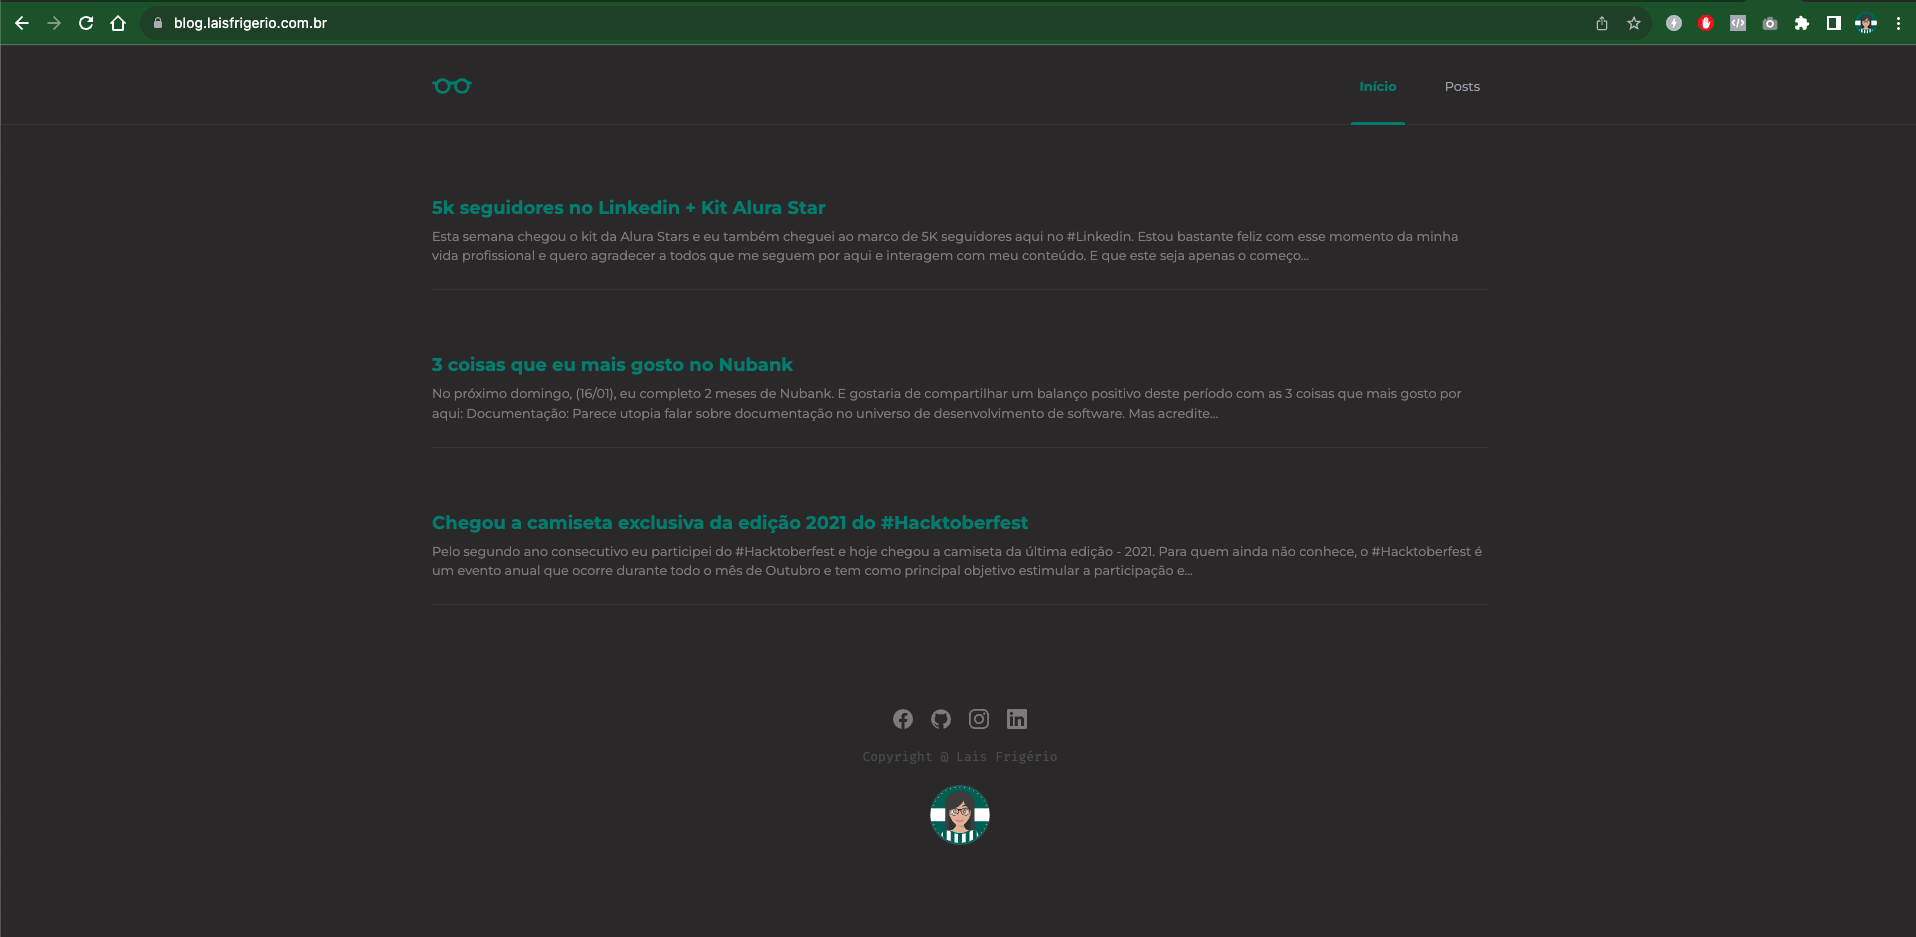 blog.laisfrigerio.com.br
Início Posts
5k seguidores no Linkedin + Kit Alura Star
Esta semana chegou o kit da Alura Stars e eu também cheguei ao marco de 5K seguidores aqui no #Linkedin. Estou bastante feliz com esse momento da minha
vida profissional e quero agradecer a todos que me seguem por aqui e interagem com meu conteúdo. E que este seja apenas o começo...
3 coisas que eu mais gosto no Nubank
No próximo domingo, (16/01), eu completo 2 meses de Nubank. E gostaria de compartilhar um balanço positivo deste período com as 3 coisas que mais gosto por
aqui: Documentação: Parece utopia falar sobre documentação no universo de desenvolvimento de software. Mas acredite...
Chegou a camiseta exclusiva da edição 2021 do #Hacktoberfest
Pelo segundo ano consecutivo eu participei do #Hacktoberfest e hoje chegou a camiseta da última edição - 2021. Para quem ainda não conhece, o #Hacktoberfest é
um evento anual que ocorre durante todo o mês de Outubro e tem como principal objetivo estimular a participação e...
Copyright @ Lais Frigério